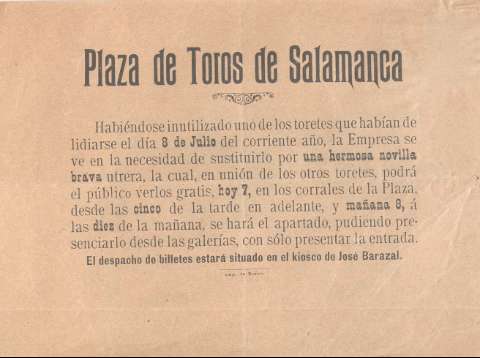 Plaza de Toros de Salamanca
Habiéndose inutilizado uno de los toretes que habían de
lidiarse el día 8 de Julio del corriente año, la Empresa se
ve en la necesidad de sustituirlo por una hermosa novilla
brava utrera, la cual, en unión de los otros toretes, podrá
el público verlos gratis, hoy 7, en los corrales de la Plaza,
desde las cinco de la tarde en adelante, y mañana 8, á
las diez de la mañana, se hará el apartado, pudiendo pre-
senciarlo desde las galerías, con sólo presentar la entrada.
El despacho de billetes estará situado en el kiosco de José Barazal.